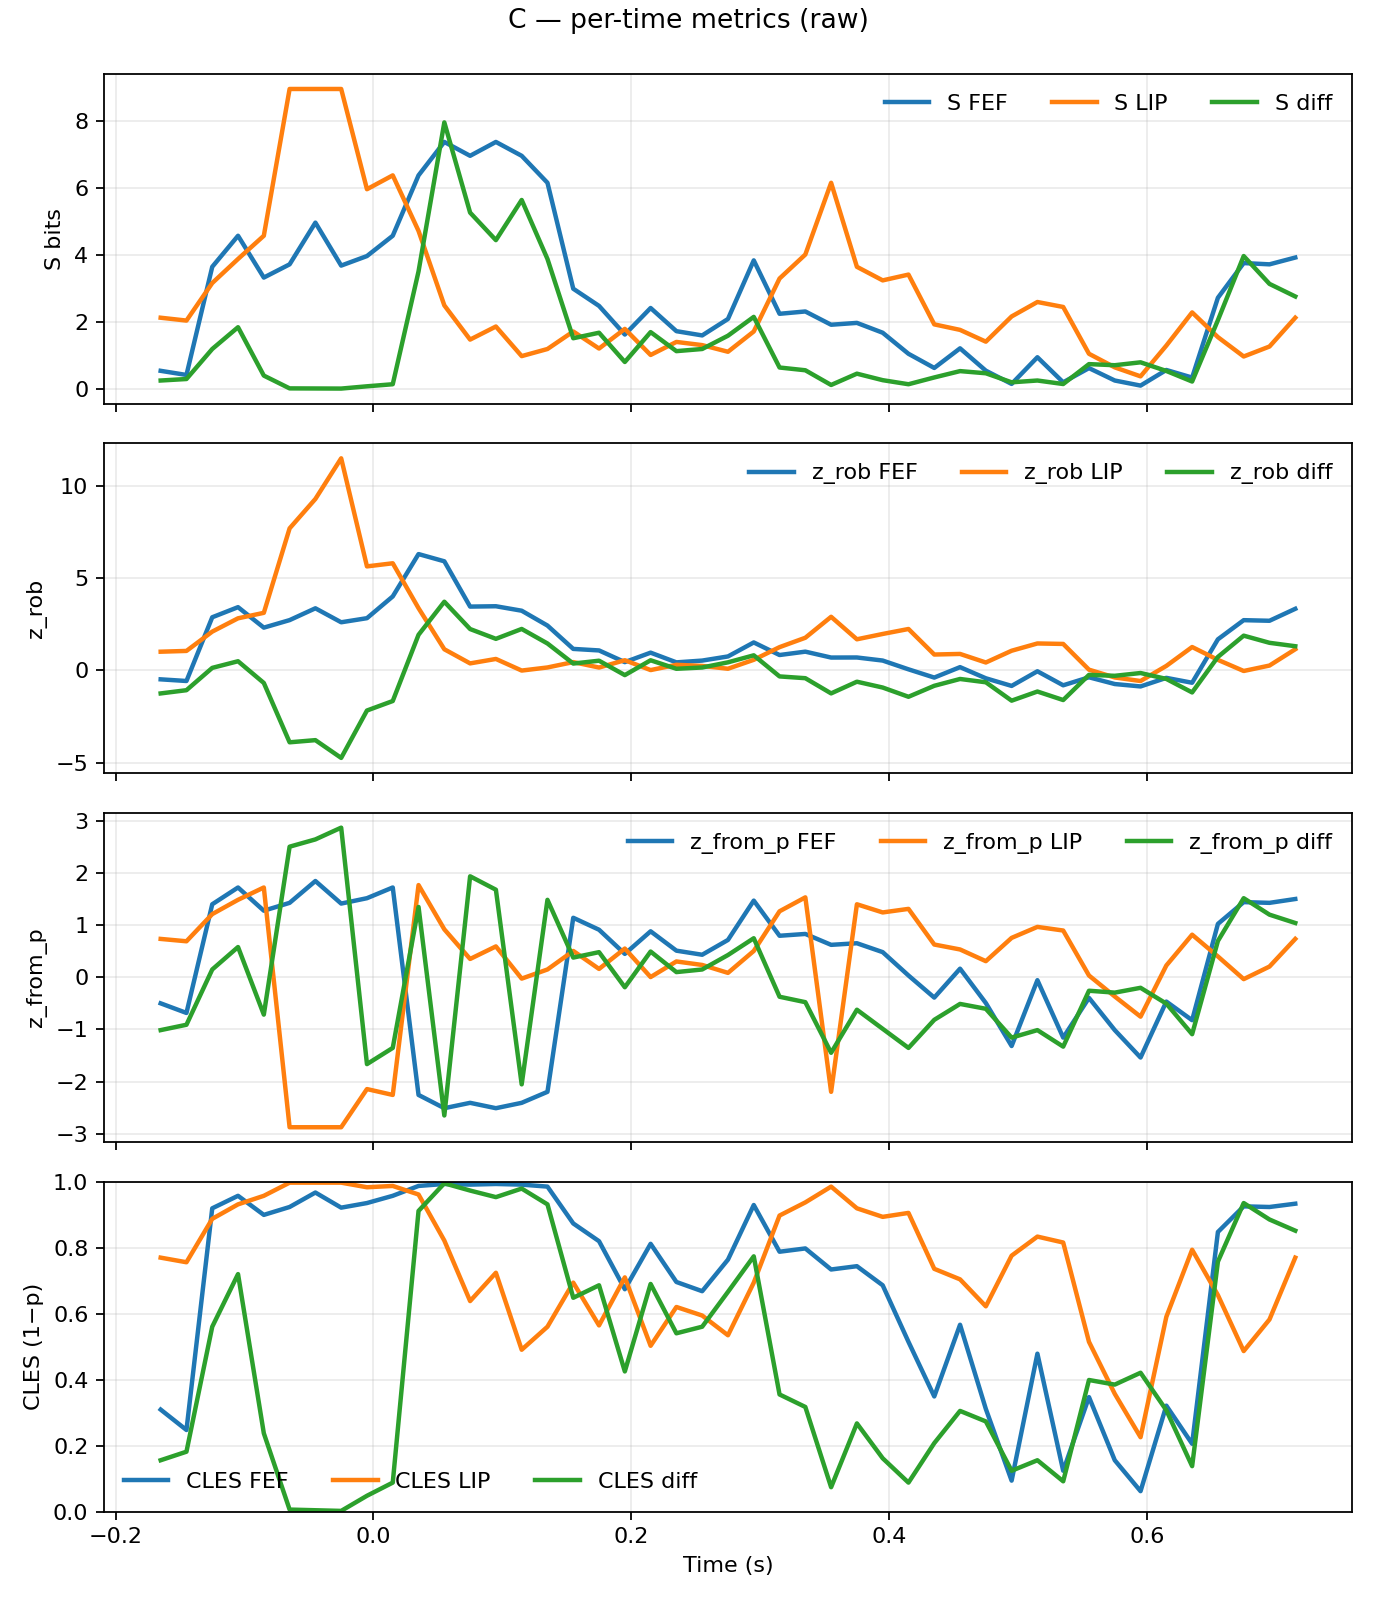 C — per-time metrics (raw)
S FEF S LIP S diff
8
6
4
2
0
S bits
z_rob FEF z_rob LIP z_rob diff
10
5
0
−5
z_rob
z_from_p FEF z_from_p LIP z_from_p diff
3
2
1
0
−1
−2
−3
z_from_p
1.0
0.8
0.6
0.4
0.2
0.0
CLES (1−p)
CLES FEF CLES LIP CLES diff
−0.2 0.0 0.2 0.4 0.6
Time (s)